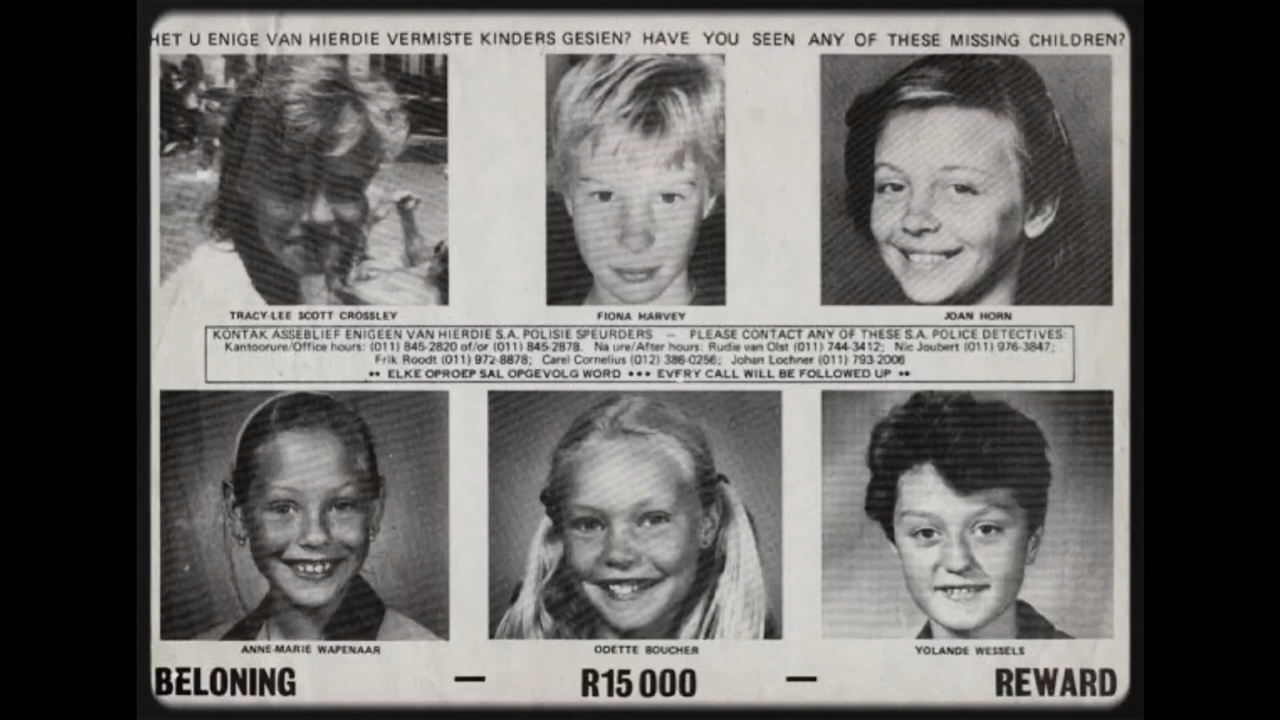 HET U ENIGE VAN HIERDIE VERMISTE KINDERS GESIEN? HAVE YOU SEEN ANY OF THESE MISSING CHILDREN?
TRACY-LEE SCOTT CROSSLEY
FIONA HARVEY
JOAN HORN
KONTAK ASSEBLIEF ENIGEEN VAN HIERDIE S.A. POLISIE SPEURDERS — PLEASE CONTACT ANY OF THESE S.A. POLICE DETECTIVES:
Kantoorure/Office hours: (011) 845-2820 of/or (011) 845-2878. Na ure/After hours: Rudie van Olst (011) 744-3412; Nic Joubert (011) 976-3847;
Frik Roodt (011) 972-8878; Carel Cornelius (012) 386-0256; Johan Lochner (011) 793-2006
•• ELKE OPROEP SAL OPGEVOLG WORD ••• EVERY CALL WILL BE FOLLOWED UP ••
ANNE-MARIE WAPENAAR
ODETTE BOUCHER
YOLANDE WESSELS
BELONING — R15 000 — REWARD